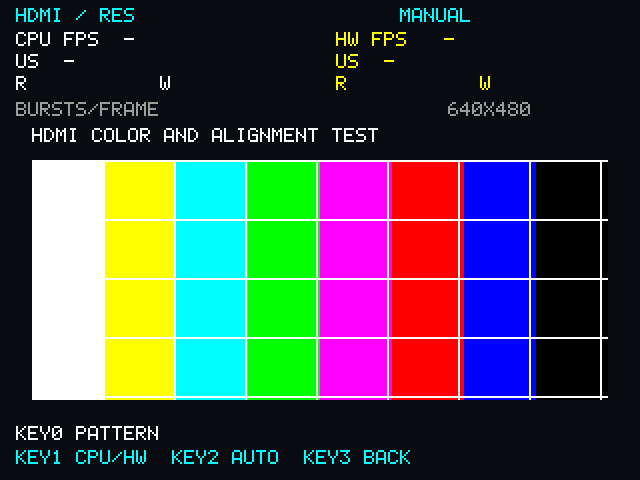 HDMI / RES MANUAL
CPU FPS - HW FPS -
US - US -
R W R W
BURSTS/FRAME 640X480
HDMI COLOR AND ALIGNMENT TEST
KEY0 PATTERN
KEY1 CPU/HW KEY2 AUTO KEY3 BACK